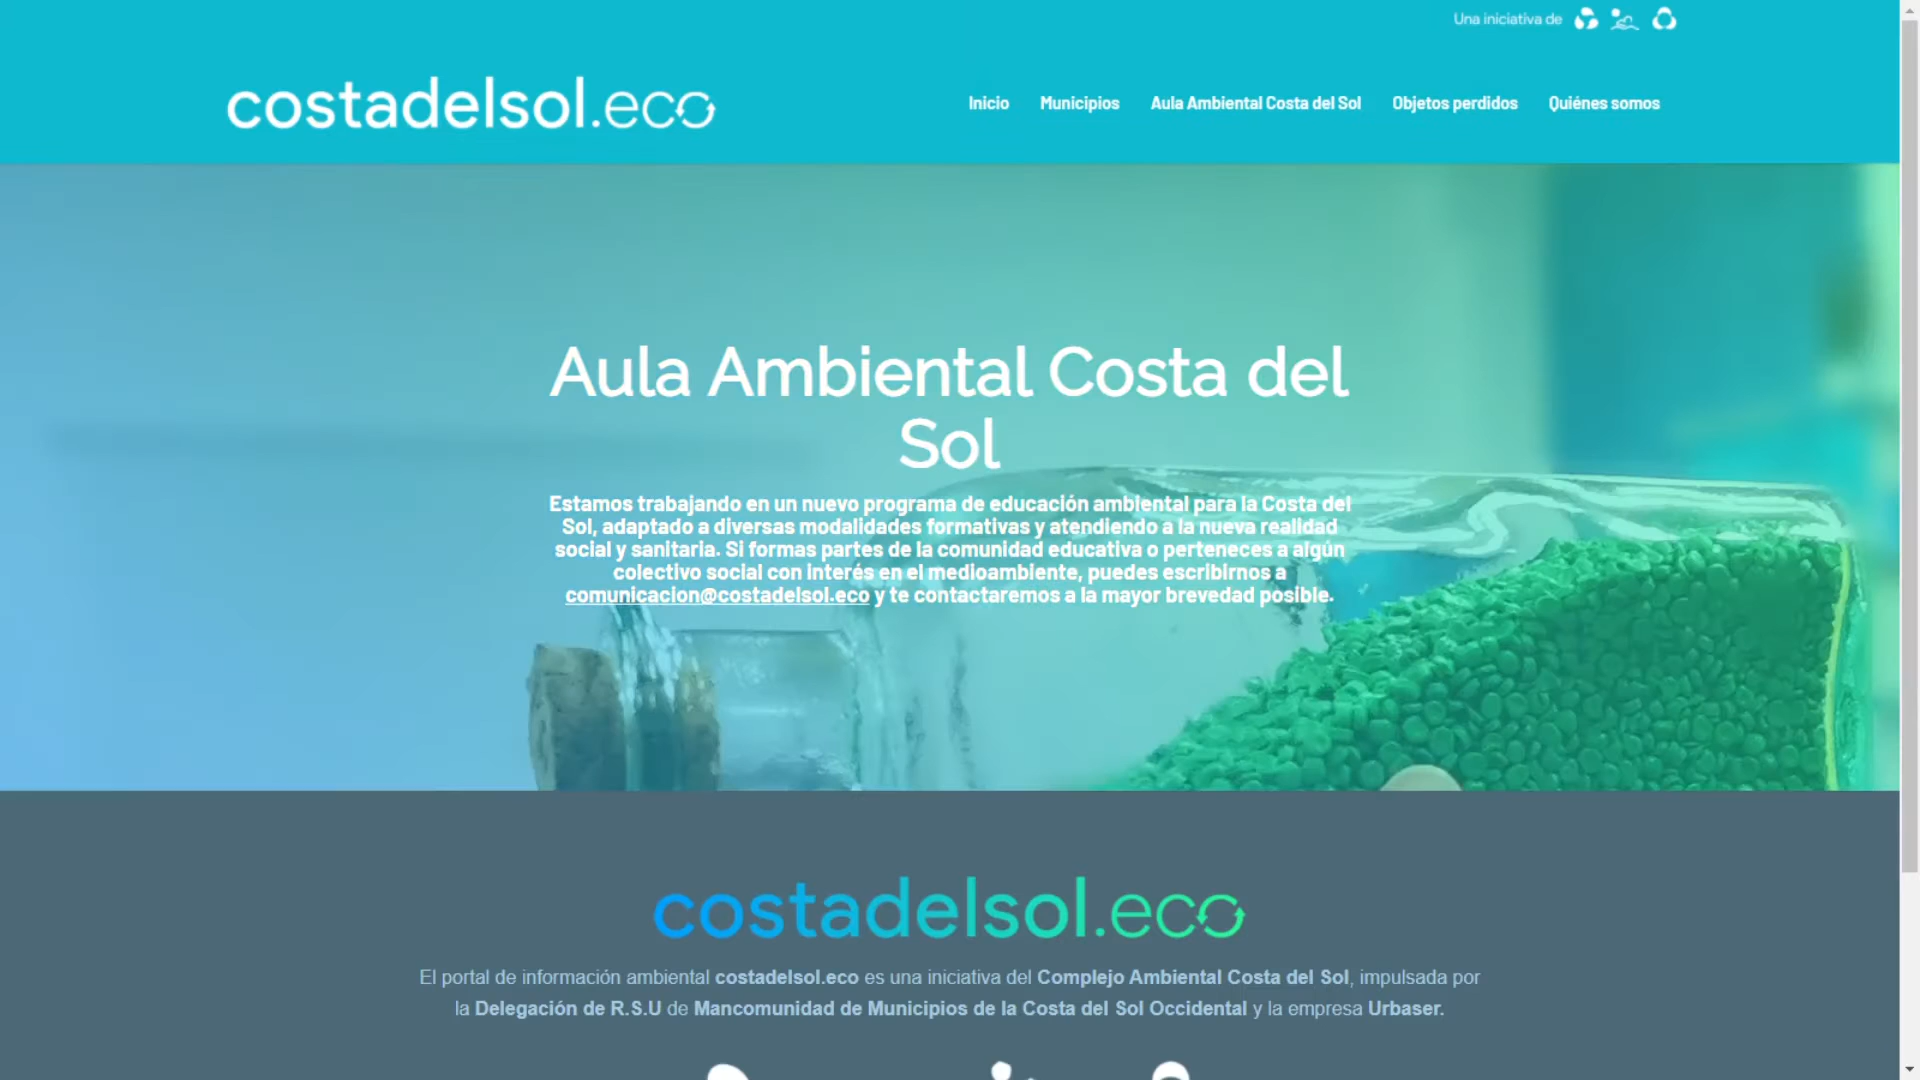 Una iniciativa de
costadelsol.eco
Inicio Municipios Aula Ambiental Costa del Sol Objetos perdidos Quiénes somos
Aula Ambiental Costa del
Sol
Estamos trabajando en un nuevo programa de educación ambiental para la Costa del
Sol, adaptado a diversas modalidades formativas y atendiendo a la nueva realidad
social y sanitaria. Si formas partes de la comunidad educativa o perteneces a algún
colectivo social con interés en el medioambiente, puedes escribirnos a
comunicacion@costadelsol.eco y te contactaremos a la mayor brevedad posible.
costadelsol.eco
El portal de información ambiental costadelsol.eco es una iniciativa del Complejo Ambiental Costa del Sol, impulsada por
la Delegación de R.S.U de Mancomunidad de Municipios de la Costa del Sol Occidental y la empresa Urbaser.